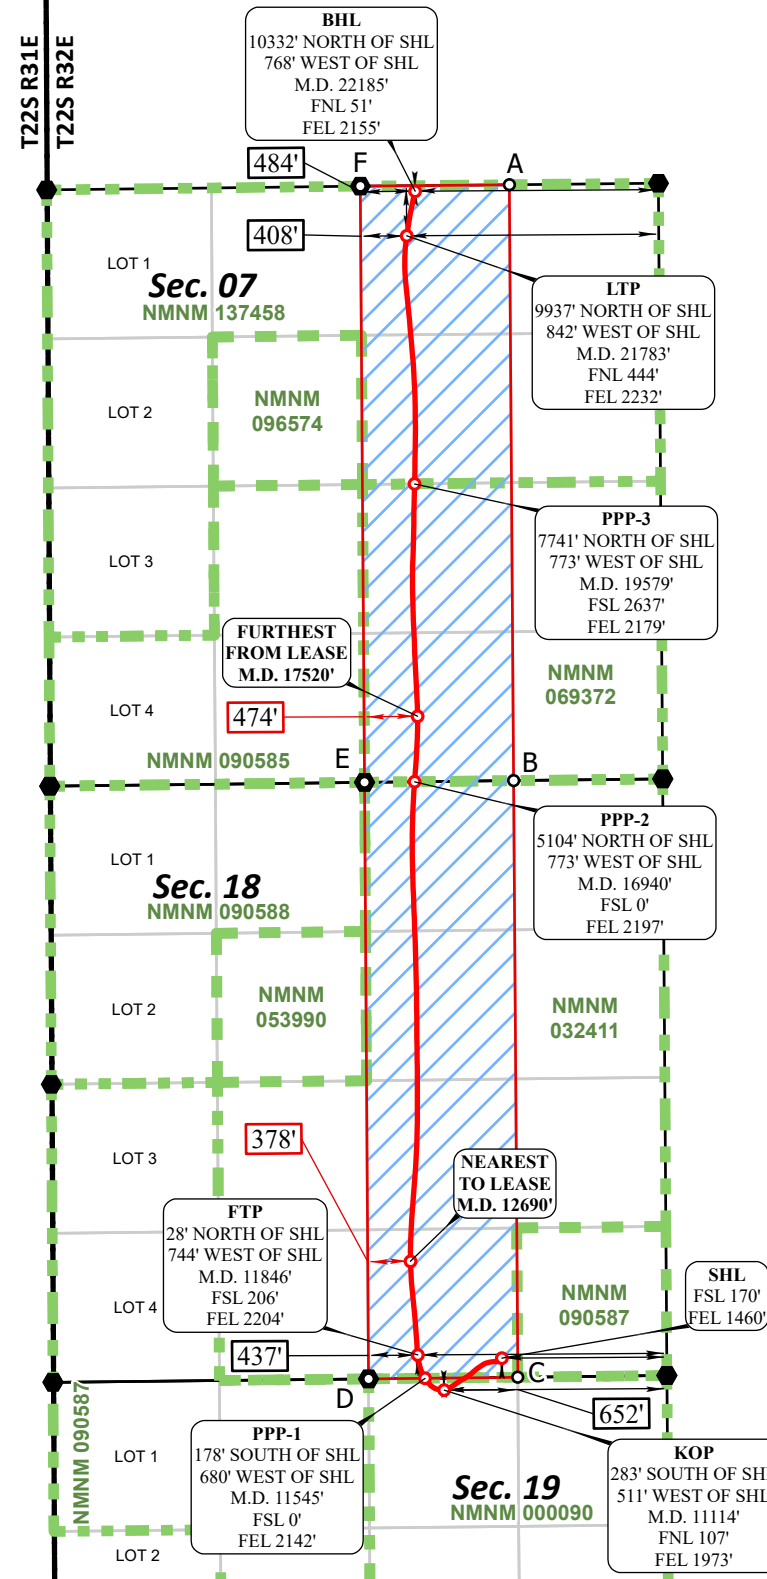 T22S R31E
T22S R32E
BHL
10332' NORTH OF SHL
768' WEST OF SHL
M.D. 22185'
FNL 51'
FEL 2155'
484'
F
A
408'
LOT 1
Sec. 07
NMNM 137458
LTP
9937' NORTH OF SHL
842' WEST OF SHL
M.D. 21783'
FNL 444'
FEL 2232'
LOT 2
NMNM
096574
PPP-3
7741' NORTH OF SHL
773' WEST OF SHL
M.D. 19579'
FSL 2637'
FEL 2179'
LOT 3
FURTHEST
FROM LEASE
M.D. 17520'
NMNM
069372
LOT 4
474'
NMNM 090585
E
B
PPP-2
5104' NORTH OF SHL
773' WEST OF SHL
M.D. 16940'
FSL 0'
FEL 2197'
LOT 1
Sec. 18
NMNM 090588
LOT 2
NMNM
053990
NMNM
032411
378'
LOT 3
NEAREST
TO LEASE
M.D. 12690'
FTP
28' NORTH OF SHL
744' WEST OF SHL
M.D. 11846'
FSL 206'
FEL 2204'
LOT 4
NMNM
090587
SHL
FSL 170'
FEL 1460'
437'
D
C
652'
NMNM 090587
LOT 1
PPP-1
178' SOUTH OF SHL
680' WEST OF SHL
M.D. 11545'
FSL 0'
FEL 2142'
Sec. 19
NMNM 000090
KOP
283' SOUTH OF SH
511' WEST OF SHL
M.D. 11114'
FNL 107'
FEL 1973'
LOT 2